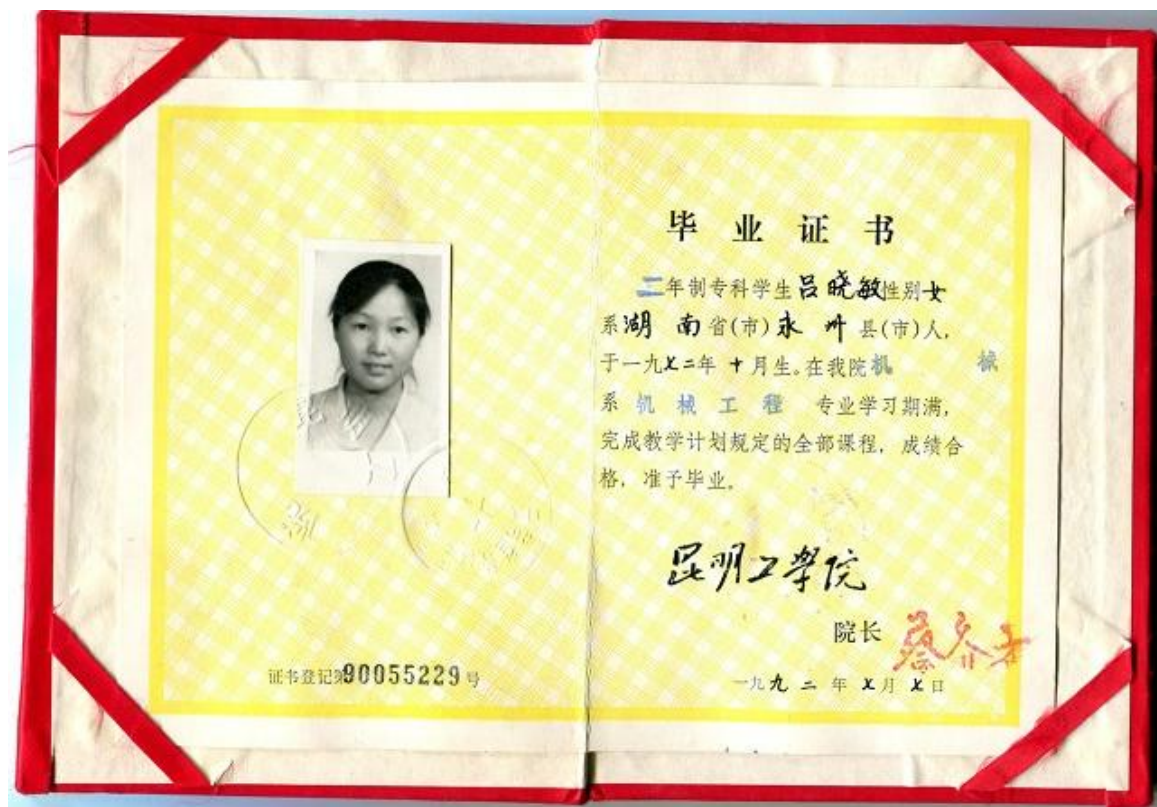 毕业证书
二年制专科学生吕晓敏性别女
系湖南省(市)永州县(市)人,
于一九七二年十月生。在我院机械
系机械工程专业学习期满,
完成教学计划规定的全部课程, 成绩合
格, 准予毕业。
昆明工学院
院长
一九九二年七月七日
证书登记第90055229号